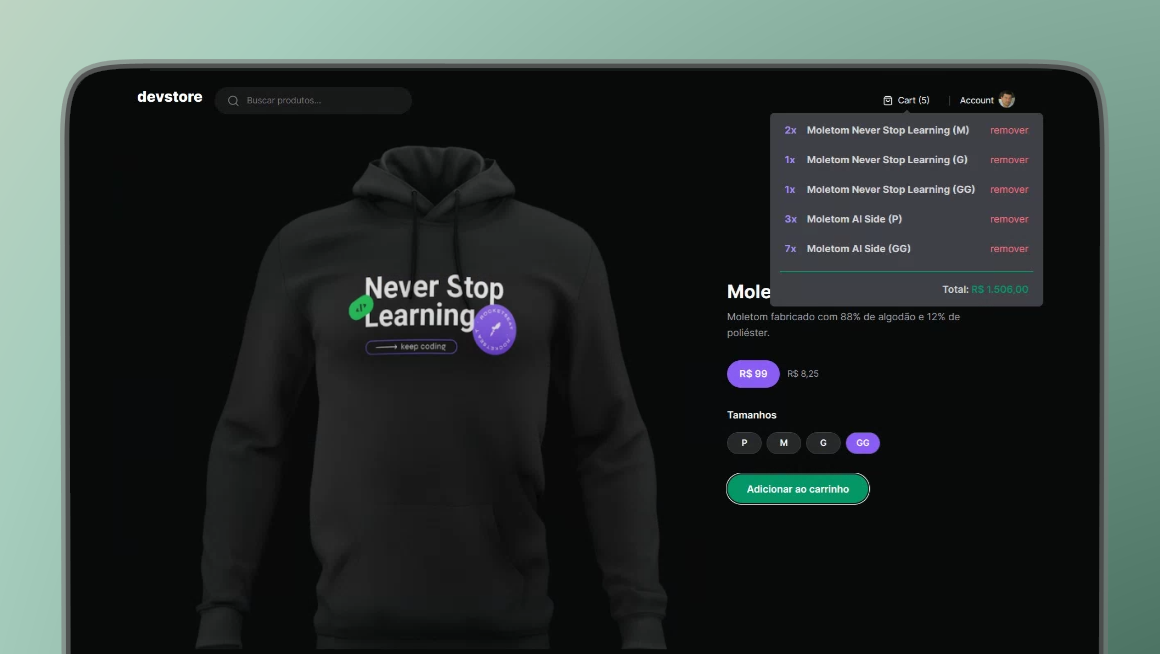 devstore
Buscar produtos...
Cart (5)
Account
2x Moletom Never Stop Learning (M) remover
1x Moletom Never Stop Learning (G) remover
1x Moletom Never Stop Learning (GG) remover
3x Moletom AI Side (P) remover
7x Moletom AI Side (GG) remover
Total: R$ 1.506,00
Never Stop
Learning
keep coding
Mole
Moletom fabricado com 88% de algodão e 12% de
poliéster.
R$ 99 R$ 8,25
Tamanhos
P M G GG
Adicionar ao carrinho